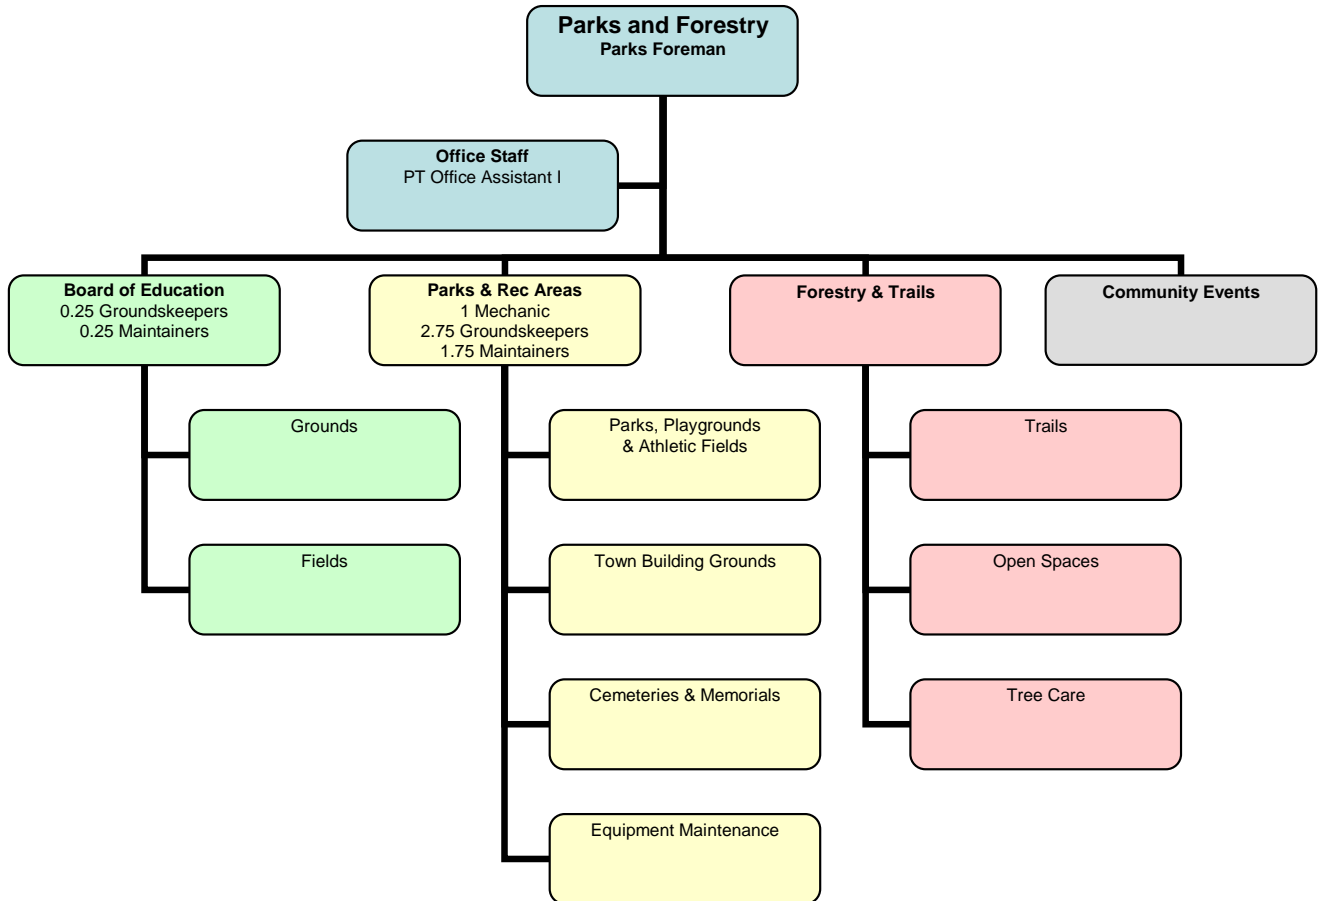 Parks and Forestry
Parks Foreman
Office Staff
PT Office Assistant I
Board of Education
0.25 Groundskeepers
0.25 Maintainers
Parks & Rec Areas
1 Mechanic
2.75 Groundskeepers
1.75 Maintainers
Forestry & Trails
Community Events
Grounds
Fields
Parks, Playgrounds
& Athletic Fields
Town Building Grounds
Cemeteries & Memorials
Equipment Maintenance
Trails
Open Spaces
Tree Care